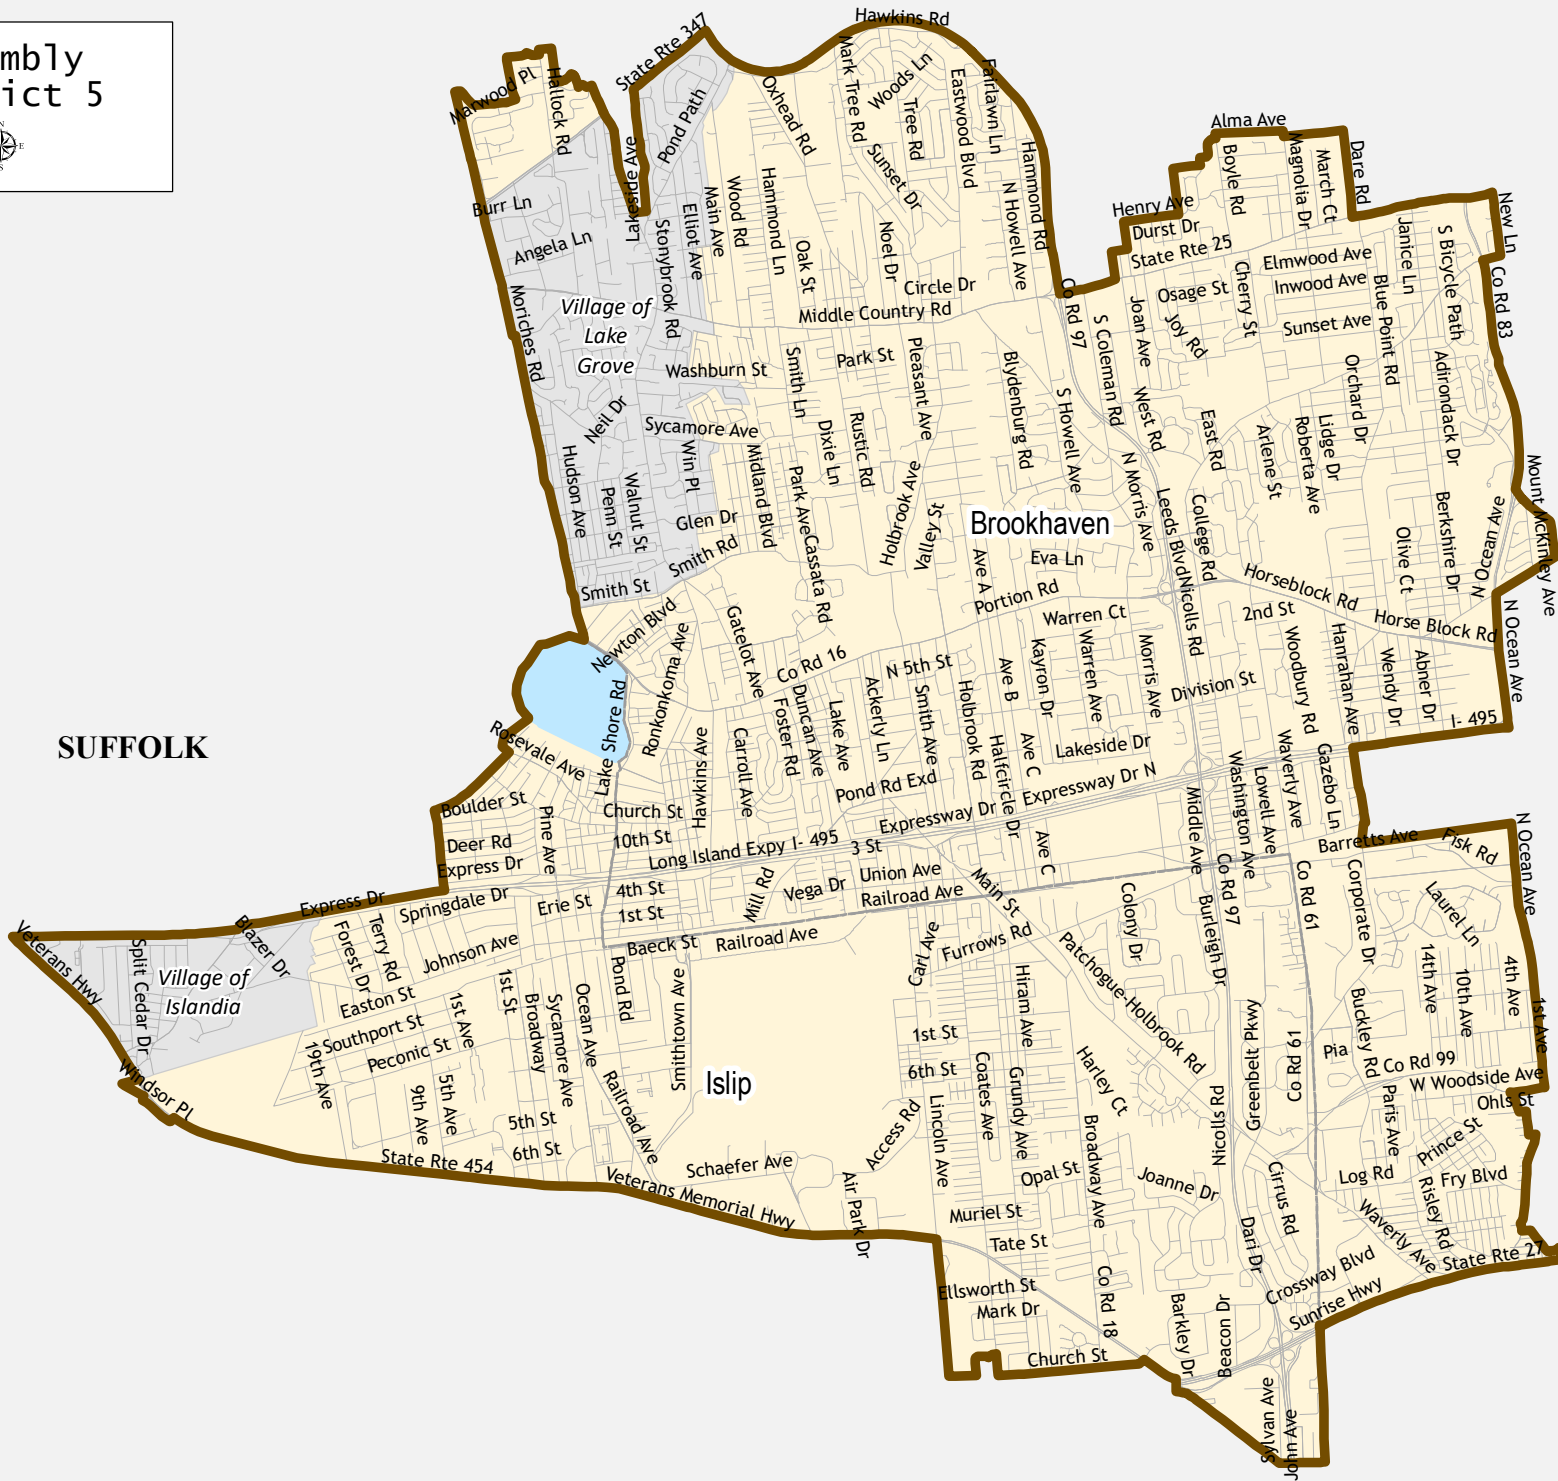 mbly
ict 5
N
E
S
SUFFOLK
Hawkins Rd
State Rte 347
Marwood Pl
Hallock Rd
Lakeside Ave
Pond Path
Oxhead Rd
Mark Tree Rd
Woods Ln
Tree Rd
Eastwood Blvd
Fairlawn Ln
Hammond Rd
Sunset Dr
N Howell Ave
Alma Ave
Boyle Rd
Magnolia Dr
March Ct
Dare Rd
Henry Ave
Durst Dr
State Rte 25
New Ln
Burr Ln
Angela Ln
Stonybrook Rd
Elliot Ave
Main Ave
Wood Rd
Hammond Ln
Oak St
Noel Dr
Circle Dr
Middle Country Rd
Co Rd 97
Elmwood Ave
Inwood Ave
Osage St
Cherry St
Joan Ave
Joy Rd
Sunset Ave
Blue Point Rd
Janice Ln
S Bicycle Path
Co Rd 83
Moriches Rd
Village of
Lake
Grove
Washburn St
Smith Ln
Park St
Pleasant Ave
Blydenburg Rd
S Howell Ave
S Coleman Rd
West Rd
East Rd
Orchard Dr
Adirondack Dr
Neil Dr
Sycamore Ave
Win Pl
Midland Blvd
Dixie Ln
Rustic Rd
Park Ave
Arlene St
Roberta Ave
Lidge Dr
Hudson Ave
Penn St
Walnut St
Glen Dr
Smith Rd
Smith St
Cassata Rd
Holbrook Ave
Valley St
Brookhaven
N Morris Ave
Leeds Blvd
College Rd
Olive Ct
Berkshire Dr
N Ocean Ave
Mount McKinley Ave
Eva Ln
Ave A
Portion Rd
Nicolls Rd
Horseblock Rd
Horse Block Rd
2nd St
Warren Ct
N Ocean Ave
Newton Blvd
Ronkonkoma Ave
Gatelot Ave
Co Rd 16
N 5th St
Ave B
Kayron Dr
Warren Ave
Morris Ave
Division St
Woodbury Rd
Hanrahan Ave
Wendy Dr
Abner Dr
I- 495
Lake Shore Rd
Rosevale Ave
Hawkins Ave
Carroll Ave
Foster Rd
Duncan Ave
Lake Ave
Ackerly Ln
Smith Ave
Holbrook Rd
Halfcircle Dr
Ave C
Lakeside Dr
Expressway Dr N
Washington Ave
Lowell Ave
Waverly Ave
Gazebo Ln
Boulder St
Church St
Pond Rd Exd
Expressway Dr
Deer Rd
Pine Ave
10th St
Long Island Expy I- 495
3 St
Ave C
Middle Ave
Barretts Ave
Fisk Rd
N Ocean Ave
Express Dr
Express Dr
Springdale Dr
Erie St
4th St
1st St
Mill Rd
Vega Dr
Union Ave
Railroad Ave
Main St
Co Rd 97
Co Rd 61
Corporate Dr
Laurel Ln
Veterans Hwy
Split Cedar Dr
Blazer Dr
Village of
Islandia
Forest Dr
Terry Rd
Johnson Ave
Baeck St
Railroad Ave
Carl Ave
Furrows Rd
Colony Dr
Burleigh Dr
Patchogue-Holbrook Rd
14th Ave
10th Ave
4th Ave
1st Ave
Easton St
Southport St
Peconic St
1st Ave
1st St
Broadway
Sycamore Ave
Ocean Ave
Pond Rd
Smithtown Ave
Hiram Ave
1st St
6th St
Coates Ave
Grundy Ave
Harley Ct
Greenbelt Pkwy
Co Rd 61
Pia
Buckley Rd
Co Rd 99
W Woodside Ave
Ohls St
Windsor Pl
19th Ave
9th Ave
5th Ave
5th St
6th St
Railroad Ave
Islip
Access Rd
Lincoln Ave
Broadway Ave
Nicolls Rd
Paris Ave
Prince St
State Rte 454
Schaefer Ave
Veterans Memorial Hwy
Air Park Dr
Opal St
Muriel St
Tate St
Joanne Dr
Cirrus Rd
Dari Dr
Log Rd
Fry Blvd
Risley Rd
Waverly Ave
State Rte 27
Crossway Blvd
Sunrise Hwy
Ellsworth St
Mark Dr
Co Rd 18
Church St
Barkley Dr
Beacon Dr
Sylvan Ave
John Ave